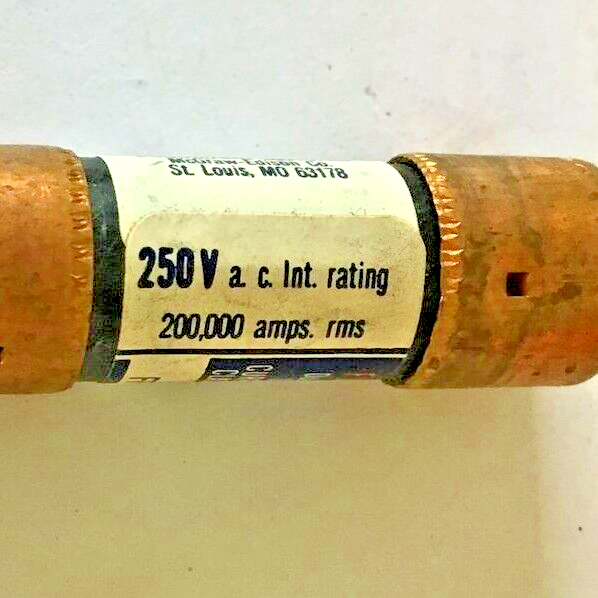 McGraw-Edison Co.
St. Louis, MO 63178
250V a. c. Int. rating
200,000 amps. rms